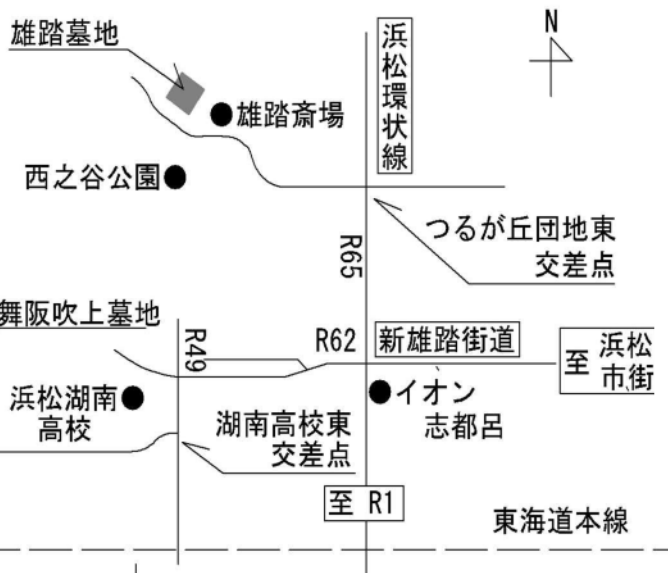 雄踏墓地
浜松環状線
N
雄踏斎場
西之谷公園
つるが丘団地東
交差点
R65
舞阪吹上墓地
R49
R62
新雄踏街道
至
浜松
市街
浜松湖南
高校
イオン
志都呂
湖南高校東
交差点
至 R1
東海道本線